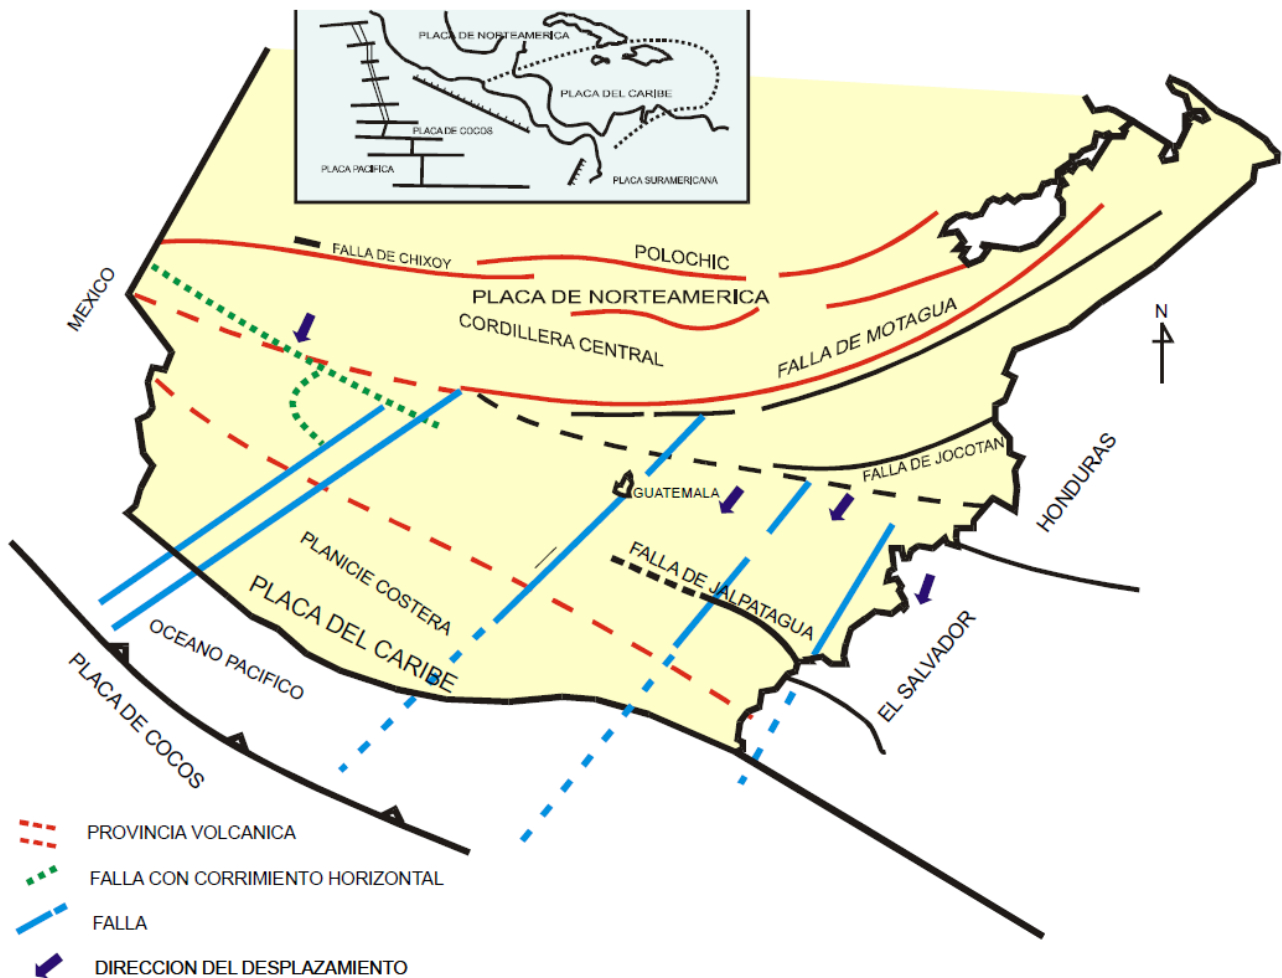 PLACA DE NORTEAMERICA
PLACA DEL CARIBE
PLACA DE COCOS
PLACA PACIFICA
PLACA SURAMERICANA
FALLA DE CHIXOY
POLOCHIC
MEXICO
PLACA DE NORTEAMERICA
CORDILLERA CENTRAL
FALLA DE MOTAGUA
N
FALLA DE JOCOTAN
HONDURAS
GUATEMALA
FALLA DE JALPATAGUA
PLANICIE COSTERA
PLACA DEL CARIBE
OCEANO PACIFICO
EL SALVADOR
PLACA DE COCOS
PROVINCIA VOLCANICA
FALLA CON CORRIMIENTO HORIZONTAL
FALLA
DIRECCION DEL DESPLAZAMIENTO